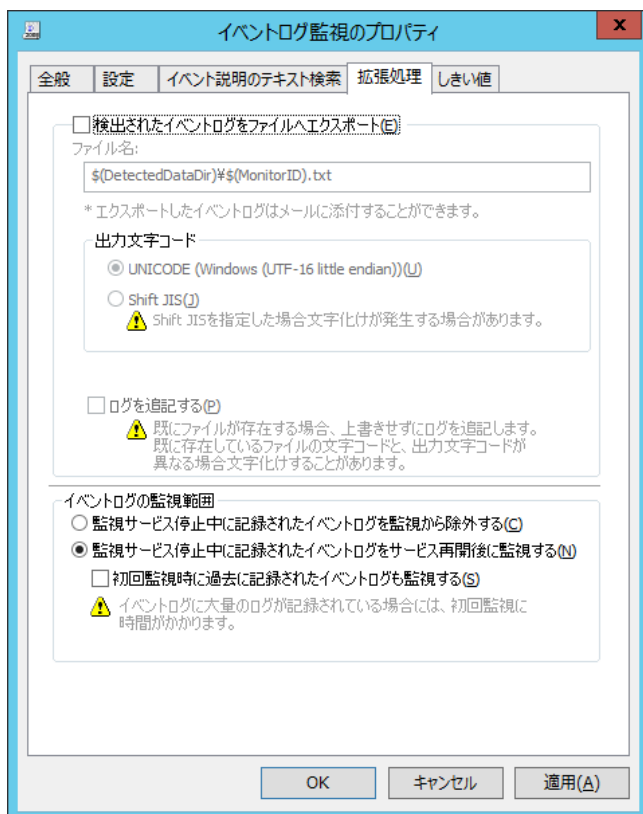 イベントログ監視のプロパティ
x
全般 設定 イベント説明のテキスト検索 拡張処理 しきい値
検出されたイベントログをファイルへエクスポート(E)
ファイル名:
$(DetectedDataDir)¥$(MonitorID).txt
* エクスポートしたイベントログはメールに添付することができます。
出力文字コード
UNICODE (Windows (UTF-16 little endian))(U)
Shift JIS(J)
Shift JISを指定した場合文字化けが発生する場合があります。
ログを追記する(P)
既にファイルが存在する場合、上書きせずにログを追記します。
既に存在しているファイルの文字コードと、出力文字コードが
異なる場合文字化けすることがあります。
イベントログの監視範囲
監視サービス停止中に記録されたイベントログを監視から除外する(C)
監視サービス停止中に記録されたイベントログをサービス再開後に監視する(N)
初回監視時に過去に記録されたイベントログも監視する(S)
イベントログに大量のログが記録されている場合には、初回監視に
時間がかかります。
OK キャンセル 適用(A)